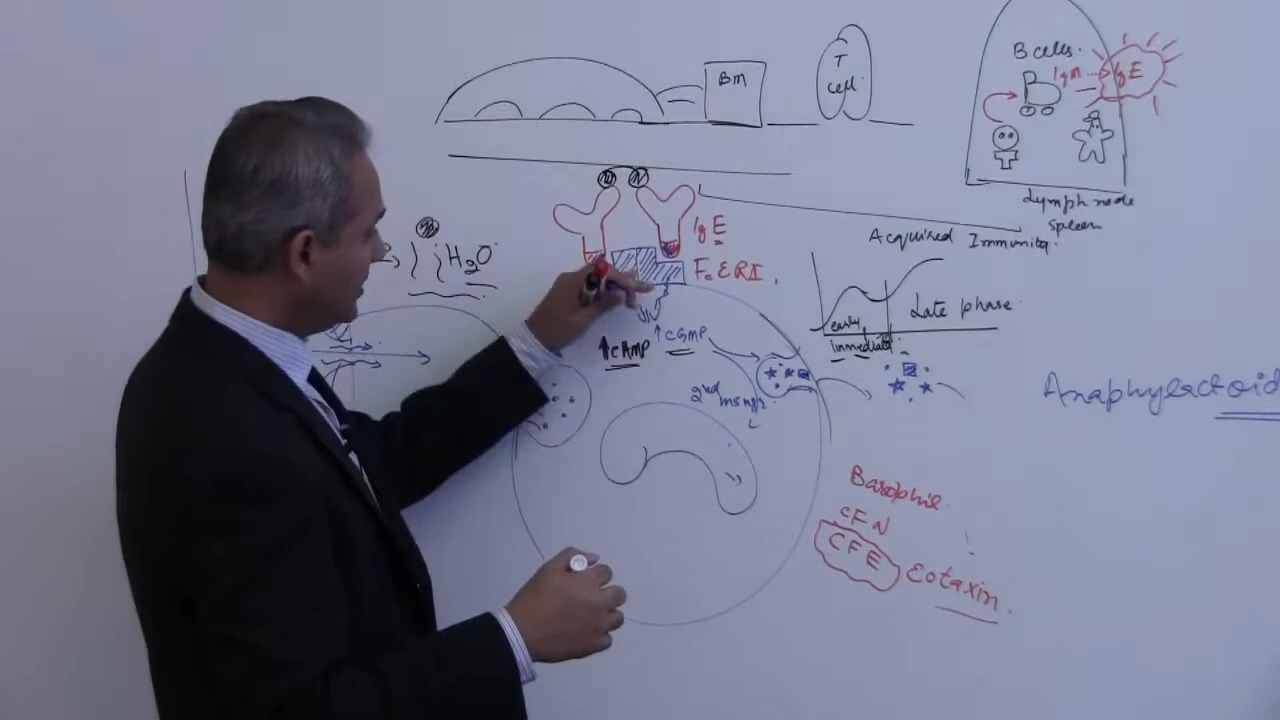 BM
T
cell
B cells.
B
IgM ---> IgE
Lymph node
Spleen
Acquired Immunity.
IgE
FcERI.
H2O
↑cAMP
↑cGMP
2nd
msngr.
early
immediate
Late phase
Anaphylactoid
Basophil
CFN
CFE
Eotaxin.